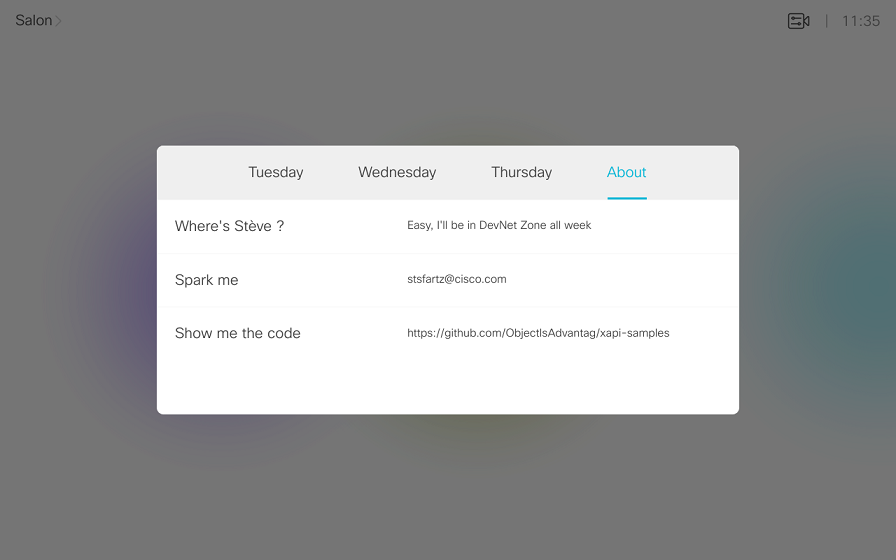 Salon
| 11:35
Tuesday Wednesday Thursday About
Where's Stève ? Easy, I'll be in DevNet Zone all week
Spark me stsfartz@cisco.com
Show me the code https://github.com/ObjectIsAdvantag/xapi-samples